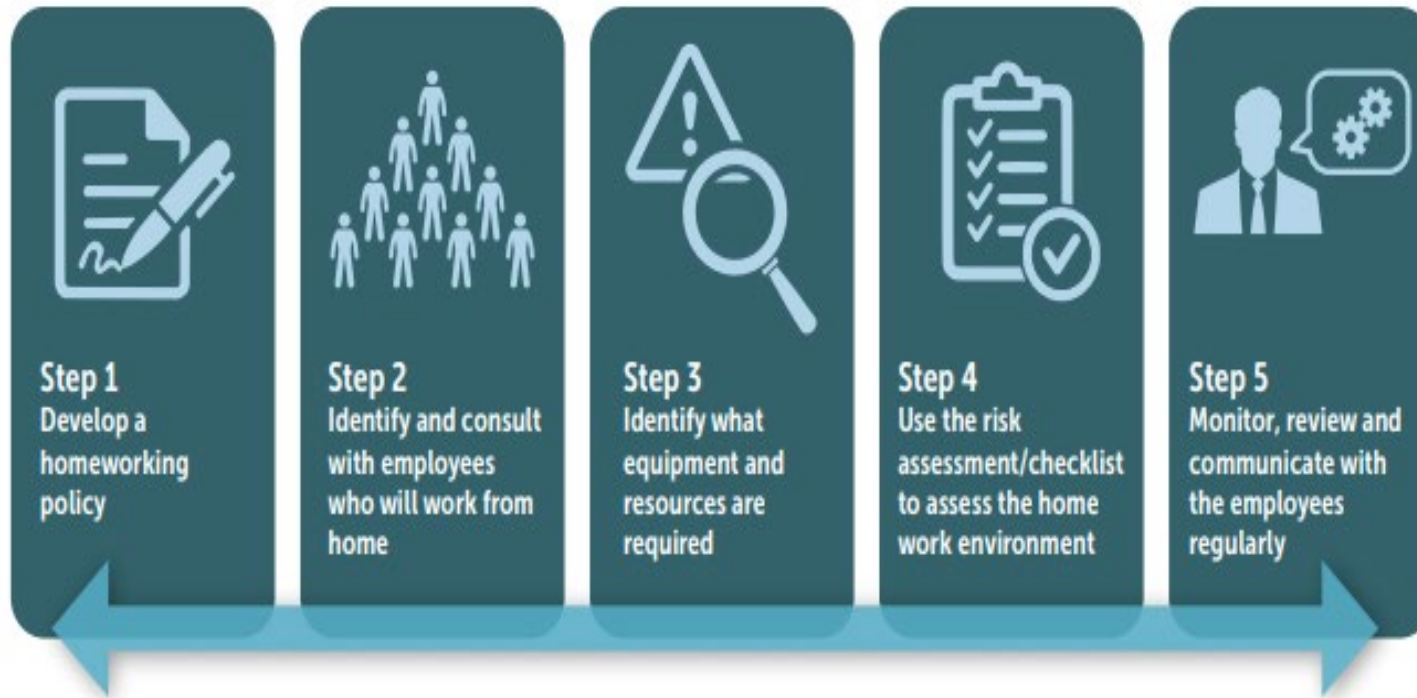 Step 1
Develop a
homeworking
policy
Step 2
Identify and consult
with employees
who will work from
home
Step 3
Identify what
equipment and
resources are
required
Step 4
Use the risk
assessment/checklist
to assess the home
work environment
Step 5
Monitor, review and
communicate with
the employees
regularly